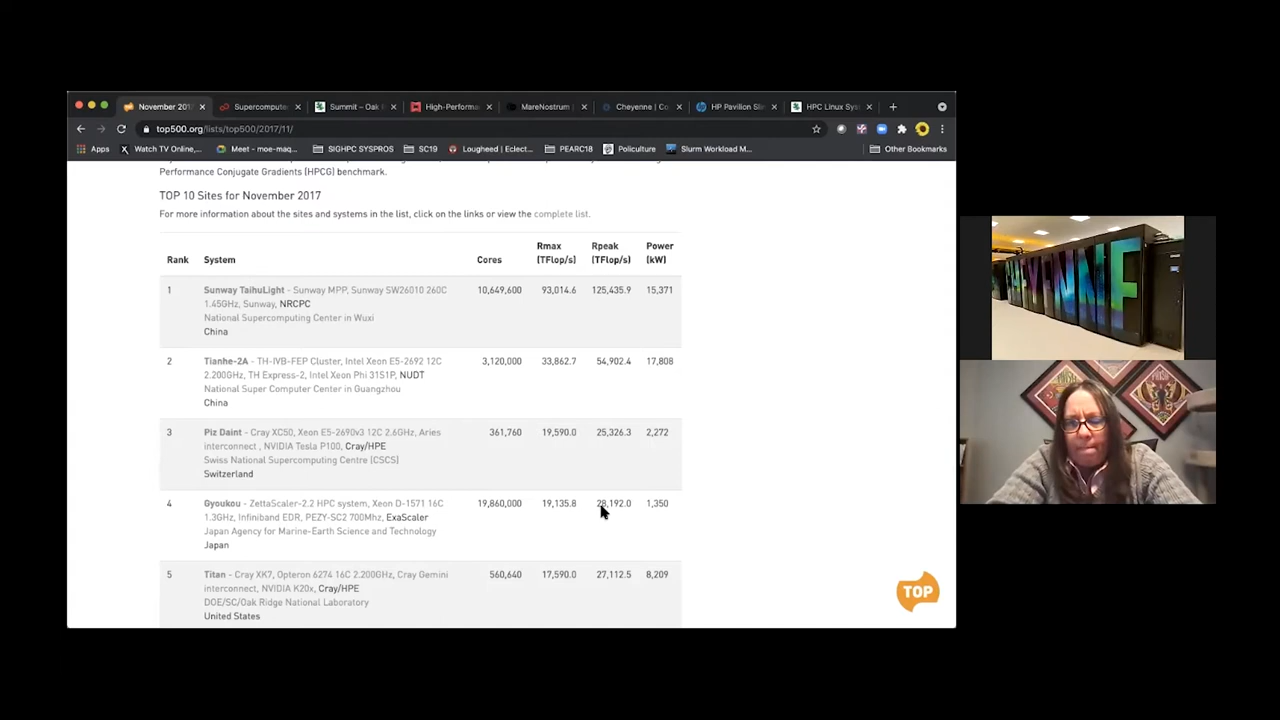 November 201
Supercompute
Summit – Oak
High-Performa
MareNostrum
Cheyenne | Co
HP Pavilion Sli
HPC Linux Sys
top500.org/lists/top500/2017/11/
Apps
Watch TV Online,...
Meet – moe-maq...
SIGHPC SYSPROS
SC19
Lougheed | Eclect...
PEARC18
Policulture
Slurm Workload M...
Other Bookmarks
Performance Conjugate Gradients (HPCG) benchmark.
TOP 10 Sites for November 2017
For more information about the sites and systems in the list, click on the links or view the complete list.
Rank System Cores Rmax (TFlop/s) Rpeak (TFlop/s) Power (kW)
1 Sunway TaihuLight - Sunway MPP, Sunway SW26010 260C 10,649,600 93,014.6 125,435.9 15,371
1.45GHz, Sunway, NRCPC
National Supercomputing Center in Wuxi
China
2 Tianhe-2A - TH-IVB-FEP Cluster, Intel Xeon E5-2692 12C 3,120,000 33,862.7 54,902.4 17,808
2.200GHz, TH Express-2, Intel Xeon Phi 31S1P, NUDT
National Super Computer Center in Guangzhou
China
3 Piz Daint - Cray XC50, Xeon E5-2690v3 12C 2.6GHz, Aries 361,760 19,590.0 25,326.3 2,272
interconnect , NVIDIA Tesla P100, Cray/HPE
Swiss National Supercomputing Centre (CSCS)
Switzerland
4 Gyoukou - ZettaScaler-2.2 HPC system, Xeon D-1571 16C 19,860,000 19,135.8 28,192.0 1,350
1.3GHz, Infiniband EDR, PEZY-SC2 700Mhz, ExaScaler
Japan Agency for Marine-Earth Science and Technology
Japan
5 Titan - Cray XK7, Opteron 6274 16C 2.200GHz, Cray Gemini 560,640 17,590.0 27,112.5 8,209
interconnect, NVIDIA K20x, Cray/HPE
DOE/SC/Oak Ridge National Laboratory
United States
TOP